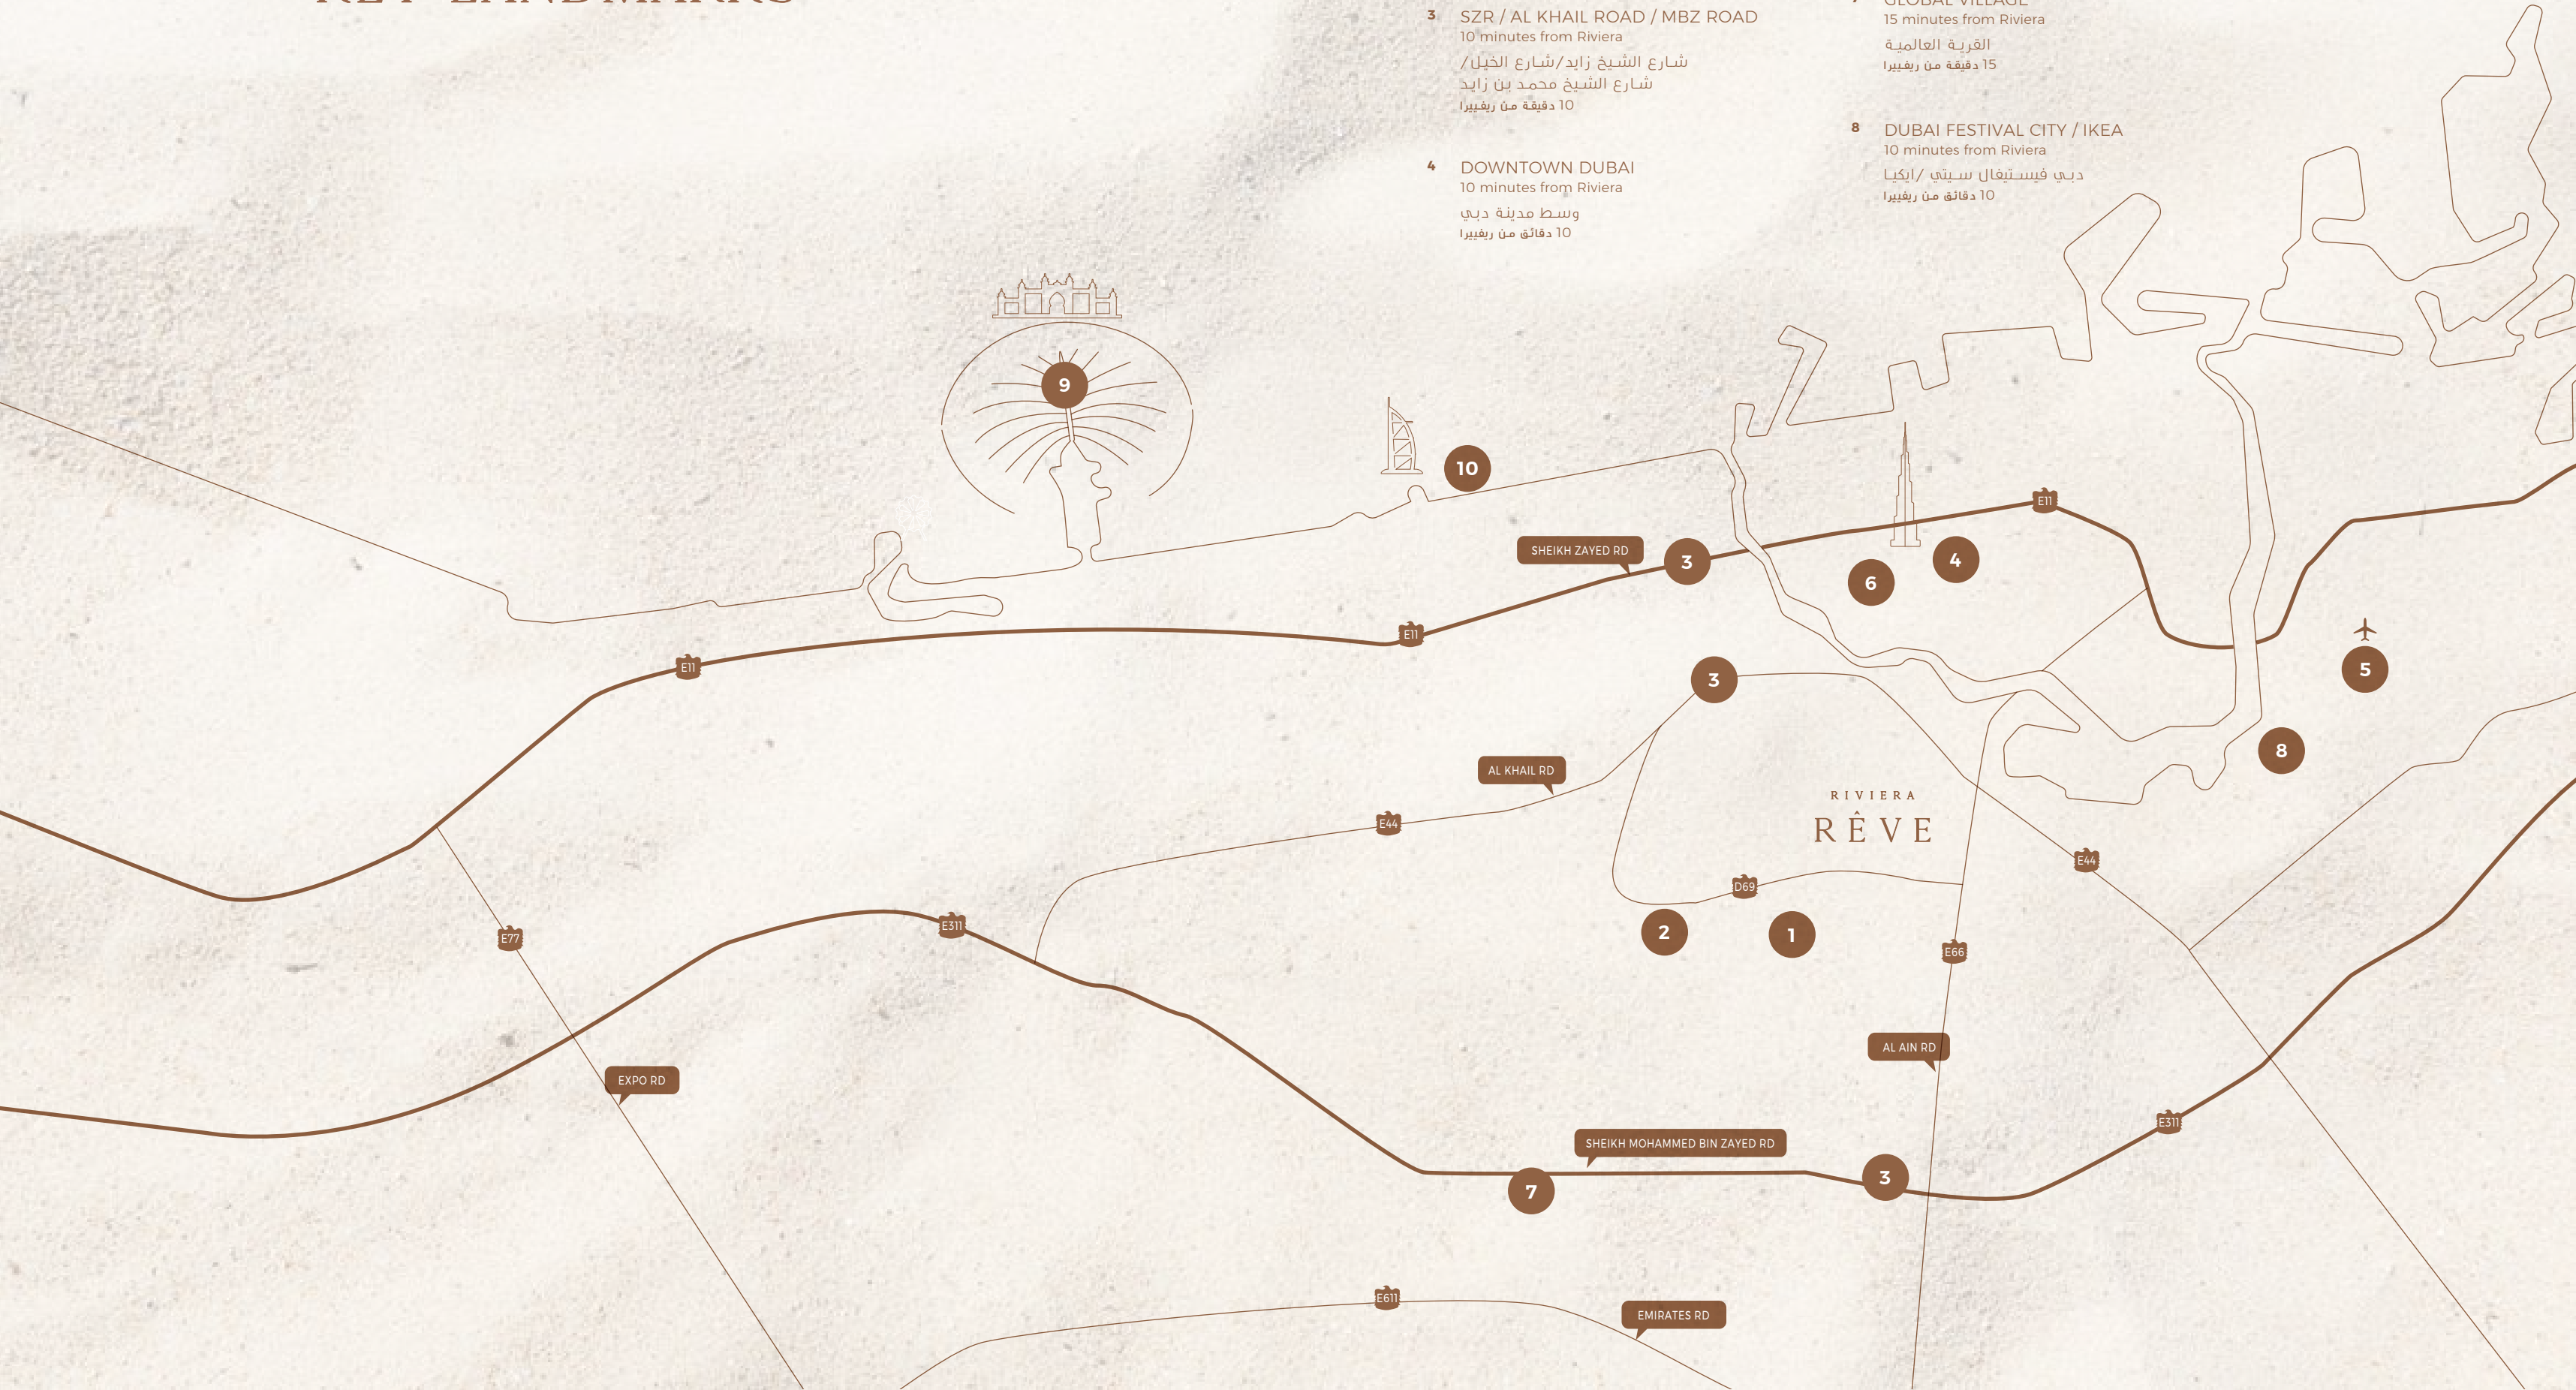 KEY LANDMARKS
3 SZR / AL KHAIL ROAD / MBZ ROAD
10 minutes from Riviera
شارع الشيخ زايد/شارع الخيل/
شارع الشيخ محمد بن زايد
10 دقيقة من ريفييرا
4 DOWNTOWN DUBAI
10 minutes from Riviera
وسط مدينة دبي
10 دقائق من ريفييرا
7 GLOBAL VILLAGE
15 minutes from Riviera
القرية العالمية
15 دقيقة من ريفييرا
8 DUBAI FESTIVAL CITY / IKEA
10 minutes from Riviera
دبي فيستيفال سيتي /ايكيا
10 دقائق من ريفييرا
9
10
E11
SHEIKH ZAYED RD
3
4
6
E11
E11
5
3
8
AL KHAIL RD
RIVIERA
RÊVE
E44
E44
D69
E311
2
1
E77
E66
AL AIN RD
EXPO RD
E311
SHEIKH MOHAMMED BIN ZAYED RD
3
7
E611
EMIRATES RD